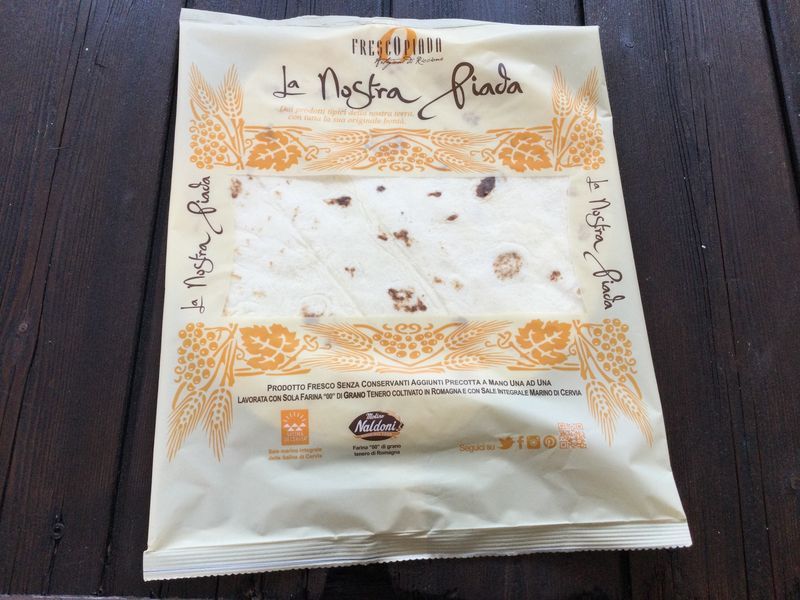 FRESCOPIADA
Artigiani di Riccione
La Nostra Piada
Dai prodotti tipici della nostra terra,
con tutta la sua originale bontà.
La Nostra Piada
La Nostra Piada
PRODOTTO FRESCO SENZA CONSERVANTI AGGIUNTI PRECOTTA A MANO UNA AD UNA
LAVORATA CON SOLA FARINA "00" DI GRANO TENERO COLTIVATO IN ROMAGNA E CON SALE INTEGRALE MARINO DI CERVIA
Sale marino integrale
delle Saline di Cervia
Molino
Naldoni
Farina "00" di grano
tenero di Romagna
Seguici su